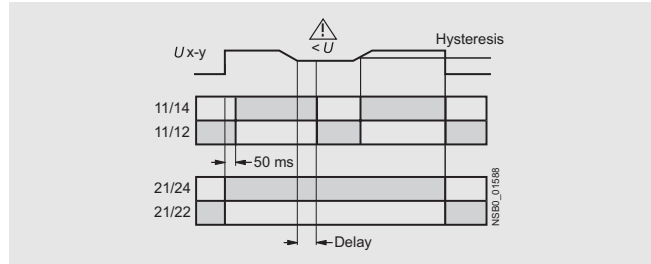 < U
U x-y
Hysteresis
11/14
11/12
50 ms
21/24
21/22
Delay
NSB0_01588